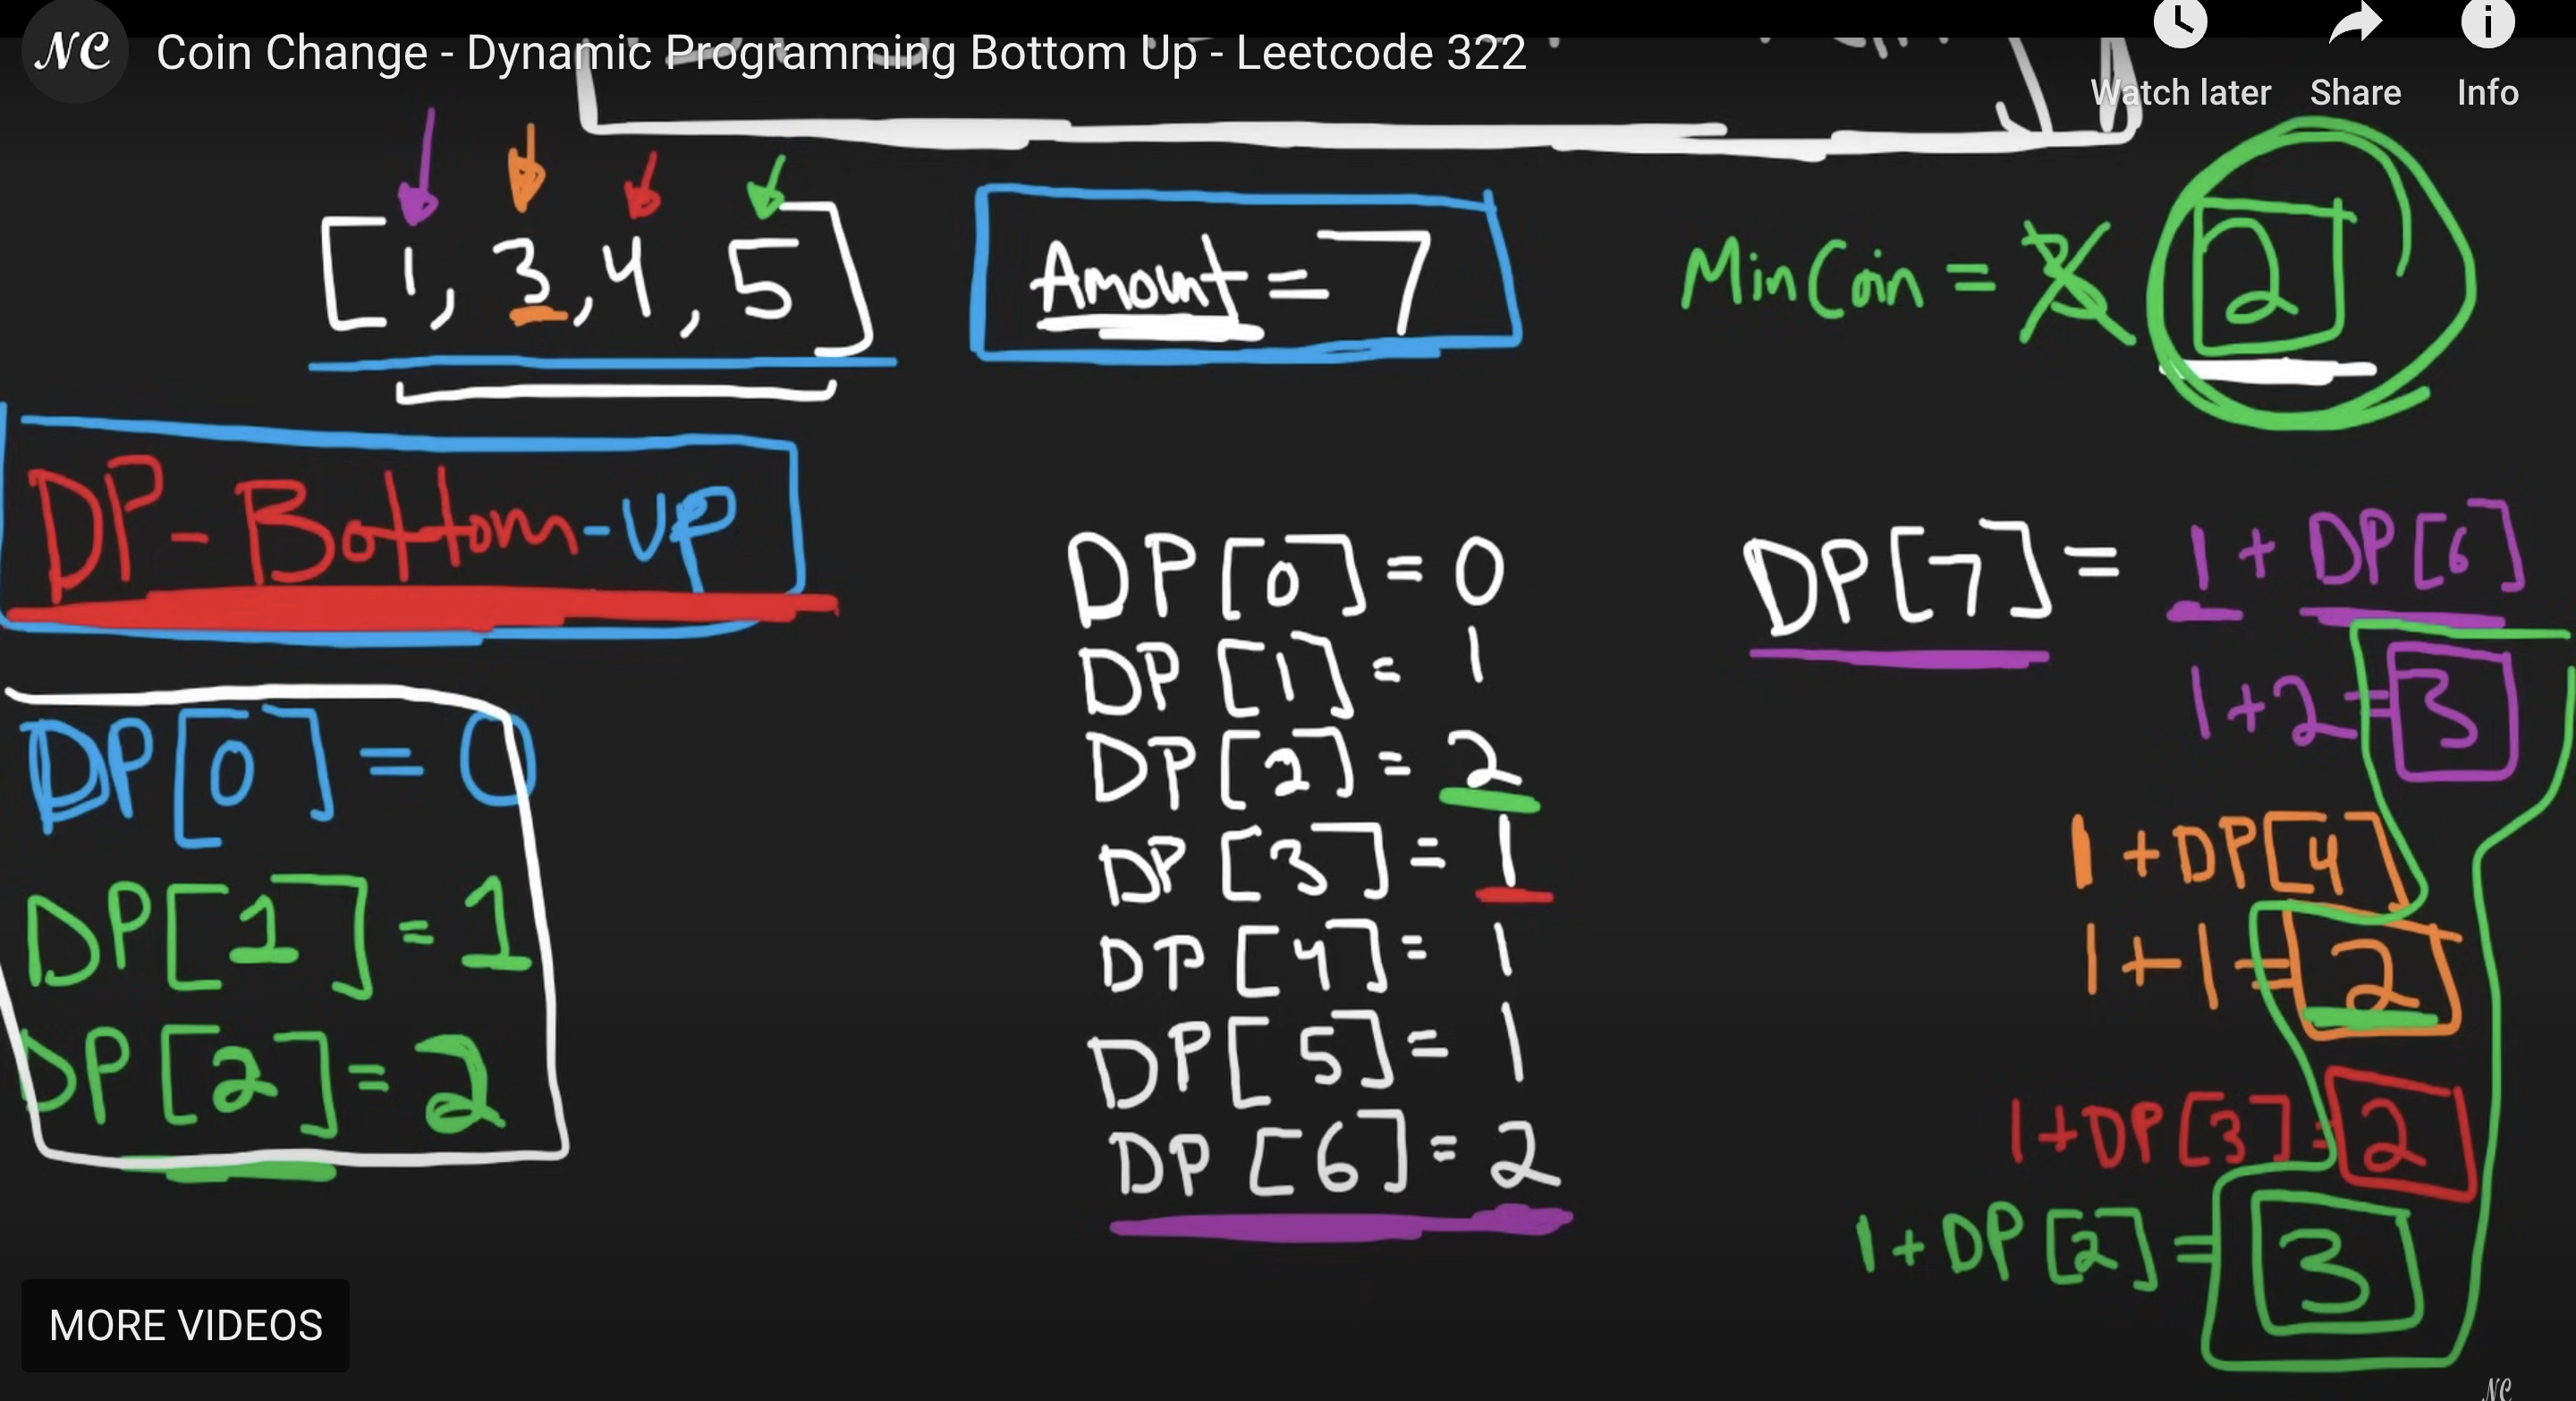 NC Coin Change - Dynamic Programming Bottom Up - Leetcode 322
Watch later Share Info
[1, 3, 4, 5]
Amount = 7
MinCoin = 3 2
DP-Bottom-UP
DP[0] = 0
DP[1] = 1
DP[2] = 2
DP[0] = 0
DP[1] = 1
DP[2] = 2
DP[3] = 1
DP[4] = 1
DP[5] = 1
DP[6] = 2
DP[7] = 1 + DP[6]
1+2=3
1+DP[4]
1+1=2
1+DP[3]=2
1+DP[2]=3
MORE VIDEOS
NC